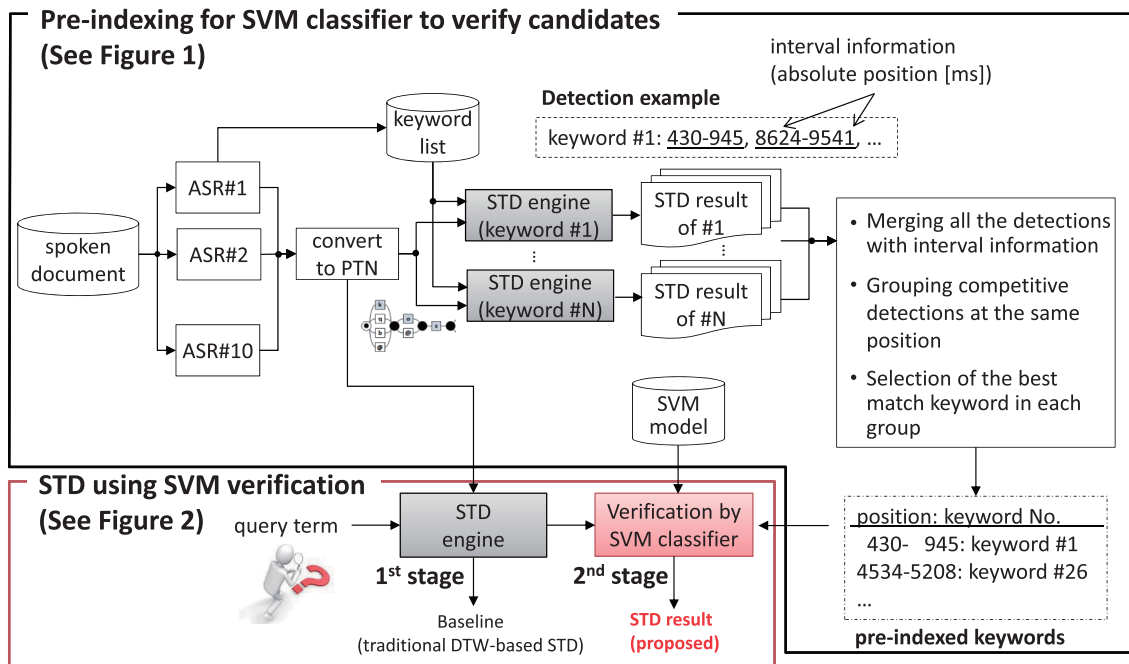 Pre-indexing for SVM classifier to verify candidates
(See Figure 1)
interval information
(absolute position [ms])
Detection example
keyword #1: 430-945, 8624-9541, ...
keyword
list
ASR#1
ASR#2
ASR#10
spoken
document
convert
to PTN
STD engine
(keyword #1)
...
STD engine
(keyword #N)
STD result
of #1
...
STD result
of #N
• Merging all the detections
with interval information
• Grouping competitive
detections at the same
position
• Selection of the best
match keyword in each
group
SVM
model
STD using SVM verification
(See Figure 2)
query term
STD
engine
Verification by
SVM classifier
1st stage
2nd stage
Baseline
(traditional DTW-based STD)
STD result
(proposed)
position: keyword No.
430- 945: keyword #1
4534-5208: keyword #26
...
pre-indexed keywords